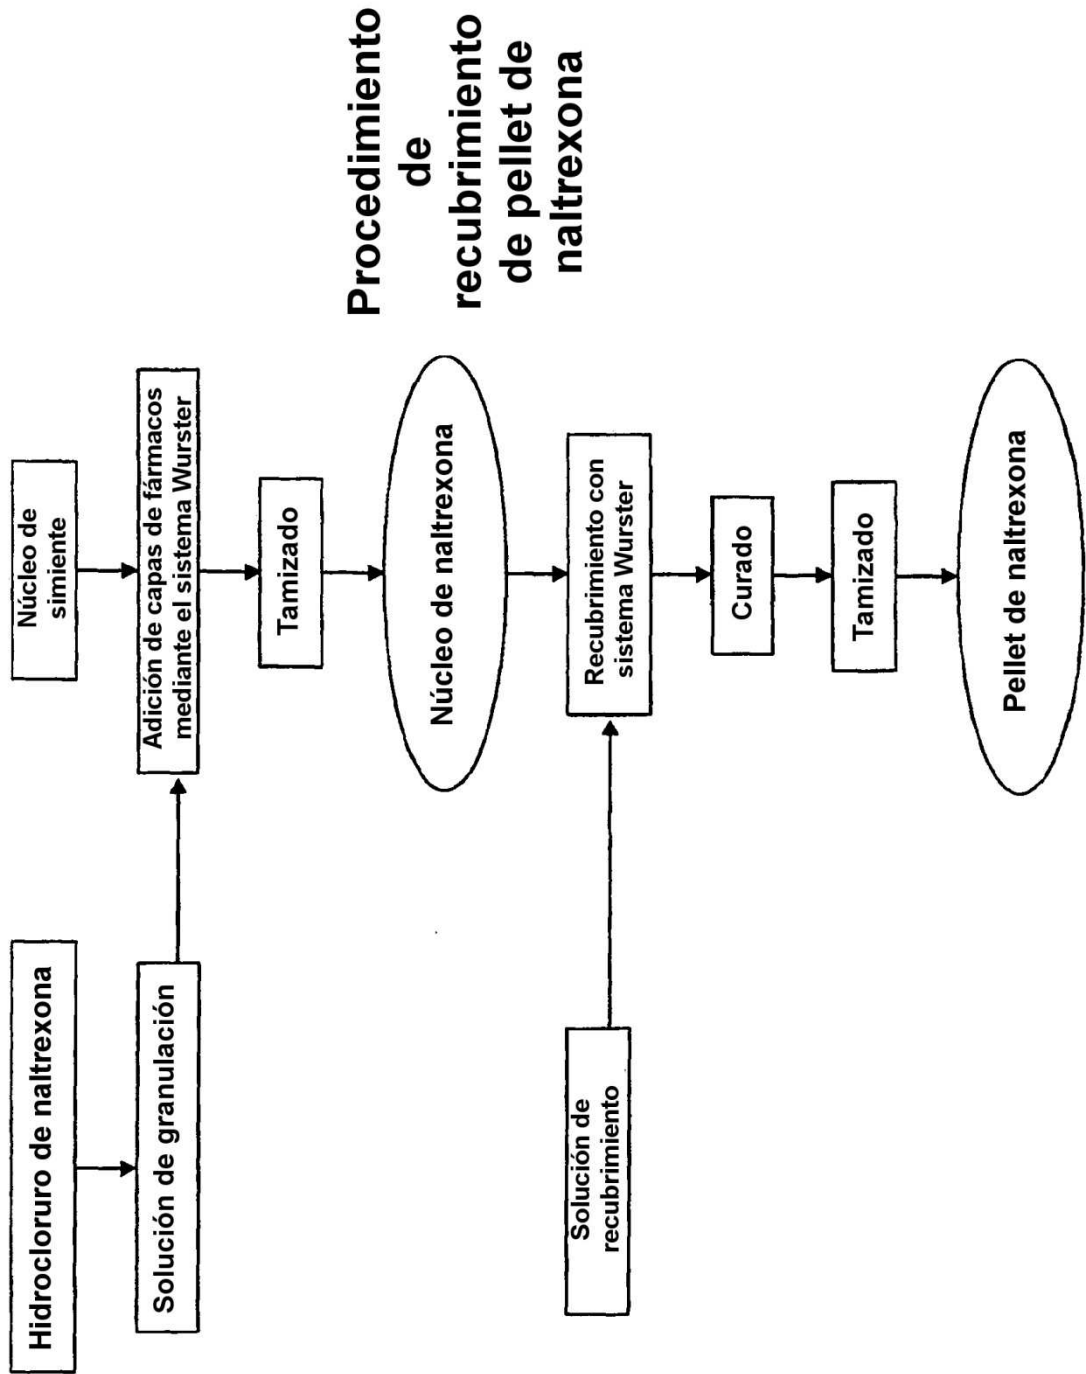 Procedimiento
de
recubrimiento
de pellet de
naltrexona
Hidrocloruro de naltrexona
Solución de granulación
Núcleo de
simiente
Adición de capas de fármacos
mediante el sistema Wurster
Tamizado
Núcleo de naltrexona
Solución de
recubrimiento
Recubrimiento con
sistema Wurster
Curado
Tamizado
Pellet de naltrexona